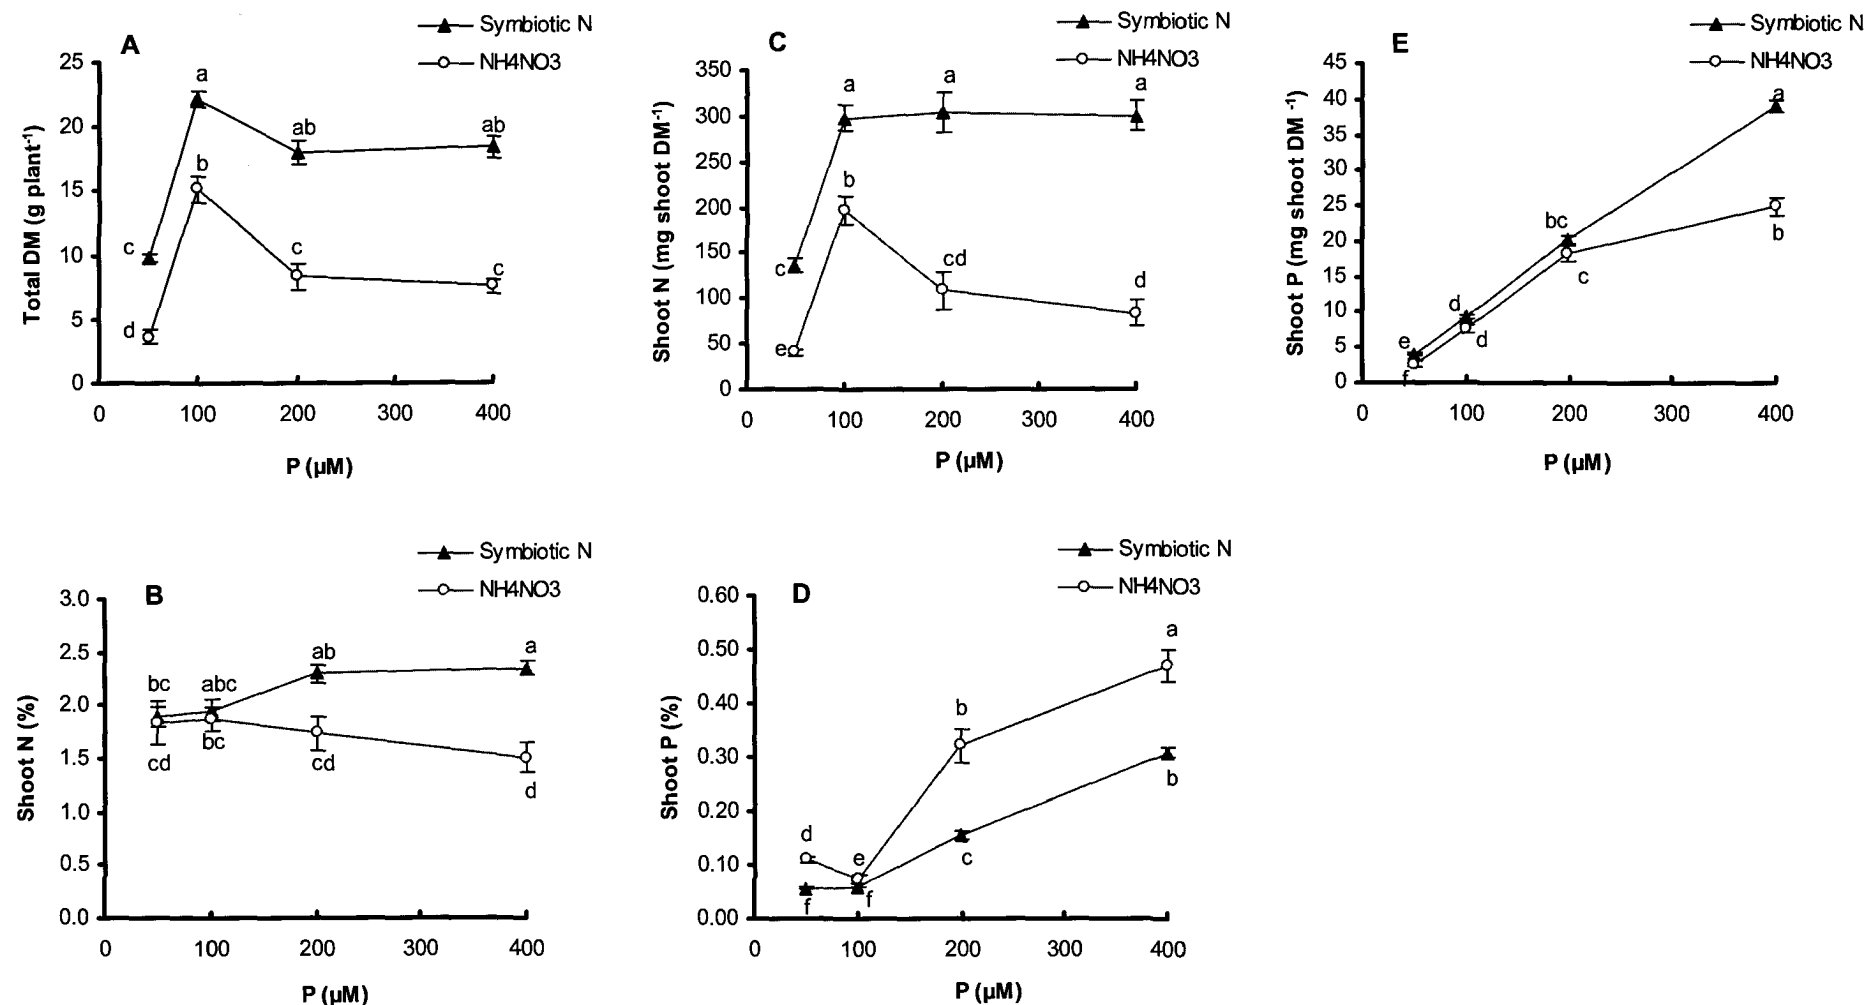 A
Symbiotic N
NH4NO3
Total DM (g plant-1)
25
20
15
10
5
0
a
ab
ab
b
c
c
c
d
0 100 200 300 400
P (µM)
C
Symbiotic N
NH4NO3
Shoot N (mg shoot DM-1)
350
300
250
200
150
100
50
0
a
a
a
b
c
cd
d
e
0 100 200 300 400
P (µM)
E
Symbiotic N
NH4NO3
Shoot P (mg shoot DM -1)
45
40
35
30
25
20
15
10
5
0
a
b
bc
c
d
d
e
f
0 100 200 300 400
P (µM)
B
Symbiotic N
NH4NO3
Shoot N (%)
3.0
2.5
2.0
1.5
1.0
0.5
0.0
bc
abc
ab
a
cd
bc
cd
d
0 100 200 300 400
P (µM)
D
Symbiotic N
NH4NO3
Shoot P (%)
0.60
0.50
0.40
0.30
0.20
0.10
0.00
a
b
b
d
e
c
f
f
0 100 200 300 400
P (µM)